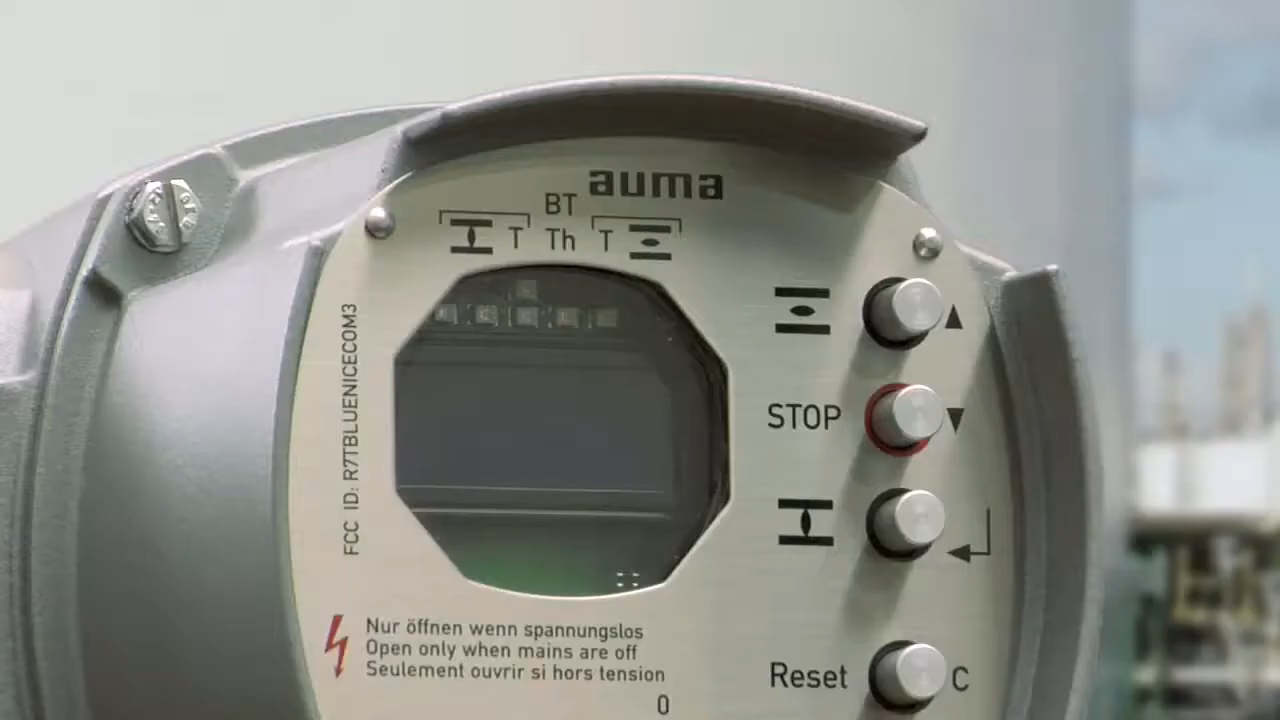 auma
BT
T Th T
FCC ID: R7TBLUENICECOM3
STOP
Reset C
Nur öffnen wenn spannungslos
Open only when mains are off
Seulement ouvrir si hors tension
0